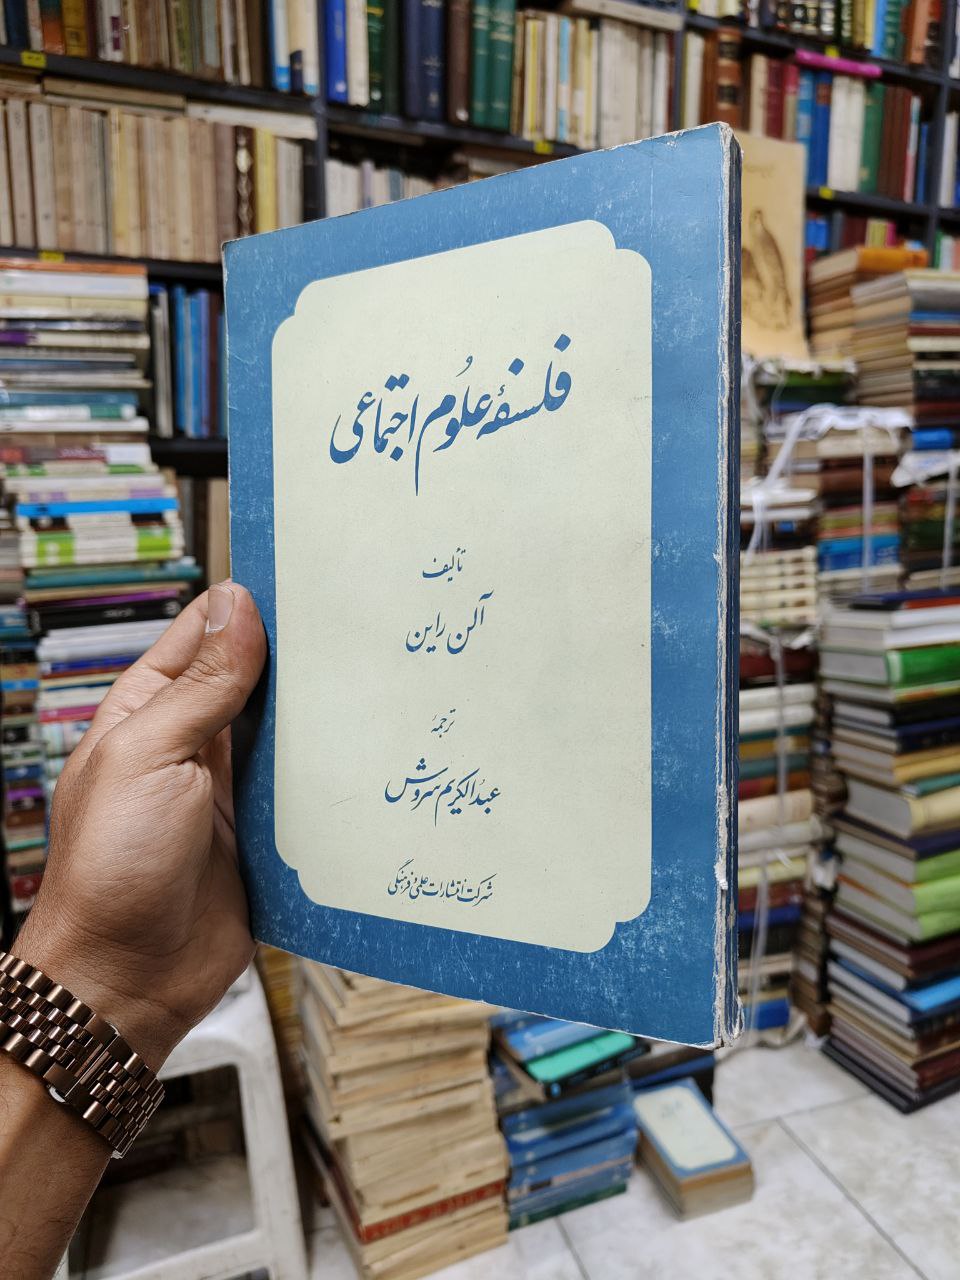 فلسفهٔ علوم اجتماعی
تألیف
آلن راین
ترجمهٔ
عبدالکریم سروش
شرکت انتشارات علمی و فرهنگی